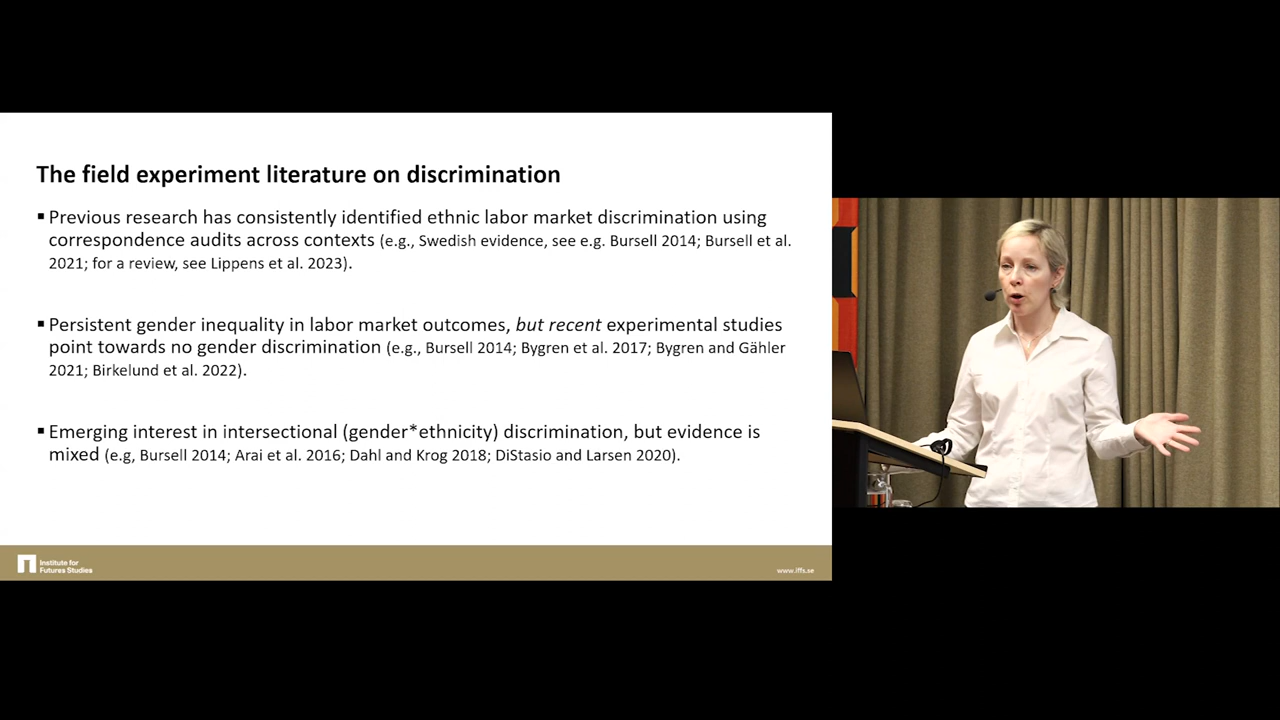 The field experiment literature on discrimination
▪ Previous research has consistently identified ethnic labor market discrimination using
correspondence audits across contexts (e.g., Swedish evidence, see e.g. Bursell 2014; Bursell et al.
2021; for a review, see Lippens et al. 2023).
▪ Persistent gender inequality in labor market outcomes, but recent experimental studies
point towards no gender discrimination (e.g., Bursell 2014; Bygren et al. 2017; Bygren and Gähler
2021; Birkelund et al. 2022).
▪ Emerging interest in intersectional (gender*ethnicity) discrimination, but evidence is
mixed (e.g, Bursell 2014; Arai et al. 2016; Dahl and Krog 2018; DiStasio and Larsen 2020).
Institute for
Futures Studies
www.iffs.se